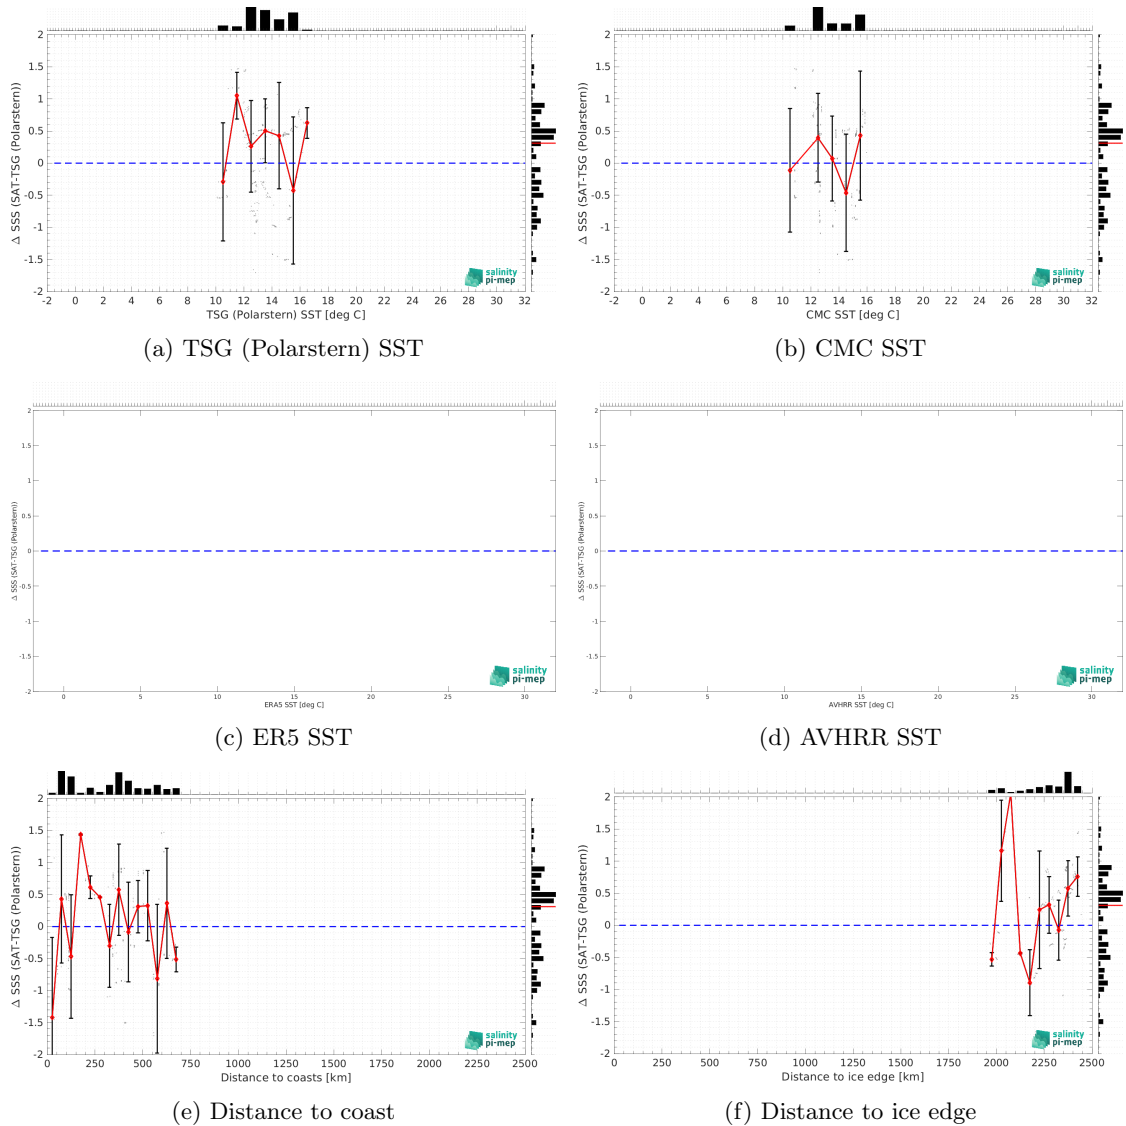 2
1.5
1
0.5
0
-0.5
-1
-1.5
-2
Δ SSS (SAT-TSG (Polarstern))
salinity
pi-mep
-2 0 2 4 6 8 10 12 14 16 18 20 22 24 26 28 30 32
TSG (Polarstern) SST [deg C]
(a) TSG (Polarstern) SST
2
1.5
1
0.5
0
-0.5
-1
-1.5
-2
Δ SSS (SAT-TSG (Polarstern))
salinity
pi-mep
-2 0 2 4 6 8 10 12 14 16 18 20 22 24 26 28 30 32
CMC SST [deg C]
(b) CMC SST
2
1.5
1
0.5
0
-0.5
-1
-1.5
-2
Δ SSS (SAT-TSG (Polarstern))
salinity
pi-mep
0 5 10 15 20 25 30
ERA5 SST [deg C]
(c) ER5 SST
2
1.5
1
0.5
0
-0.5
-1
-1.5
-2
Δ SSS (SAT-TSG (Polarstern))
salinity
pi-mep
0 5 10 15 20 25 30
AVHRR SST [deg C]
(d) AVHRR SST
2
1.5
1
0.5
0
-0.5
-1
-1.5
-2
Δ SSS (SAT-TSG (Polarstern))
salinity
pi-mep
0 250 500 750 1000 1250 1500 1750 2000 2250 2500
Distance to coasts [km]
(e) Distance to coast
2
1.5
1
0.5
0
-0.5
-1
-1.5
-2
Δ SSS (SAT-TSG (Polarstern))
salinity
pi-mep
0 250 500 750 1000 1250 1500 1750 2000 2250 2500
Distance to ice edge [km]
(f) Distance to ice edge